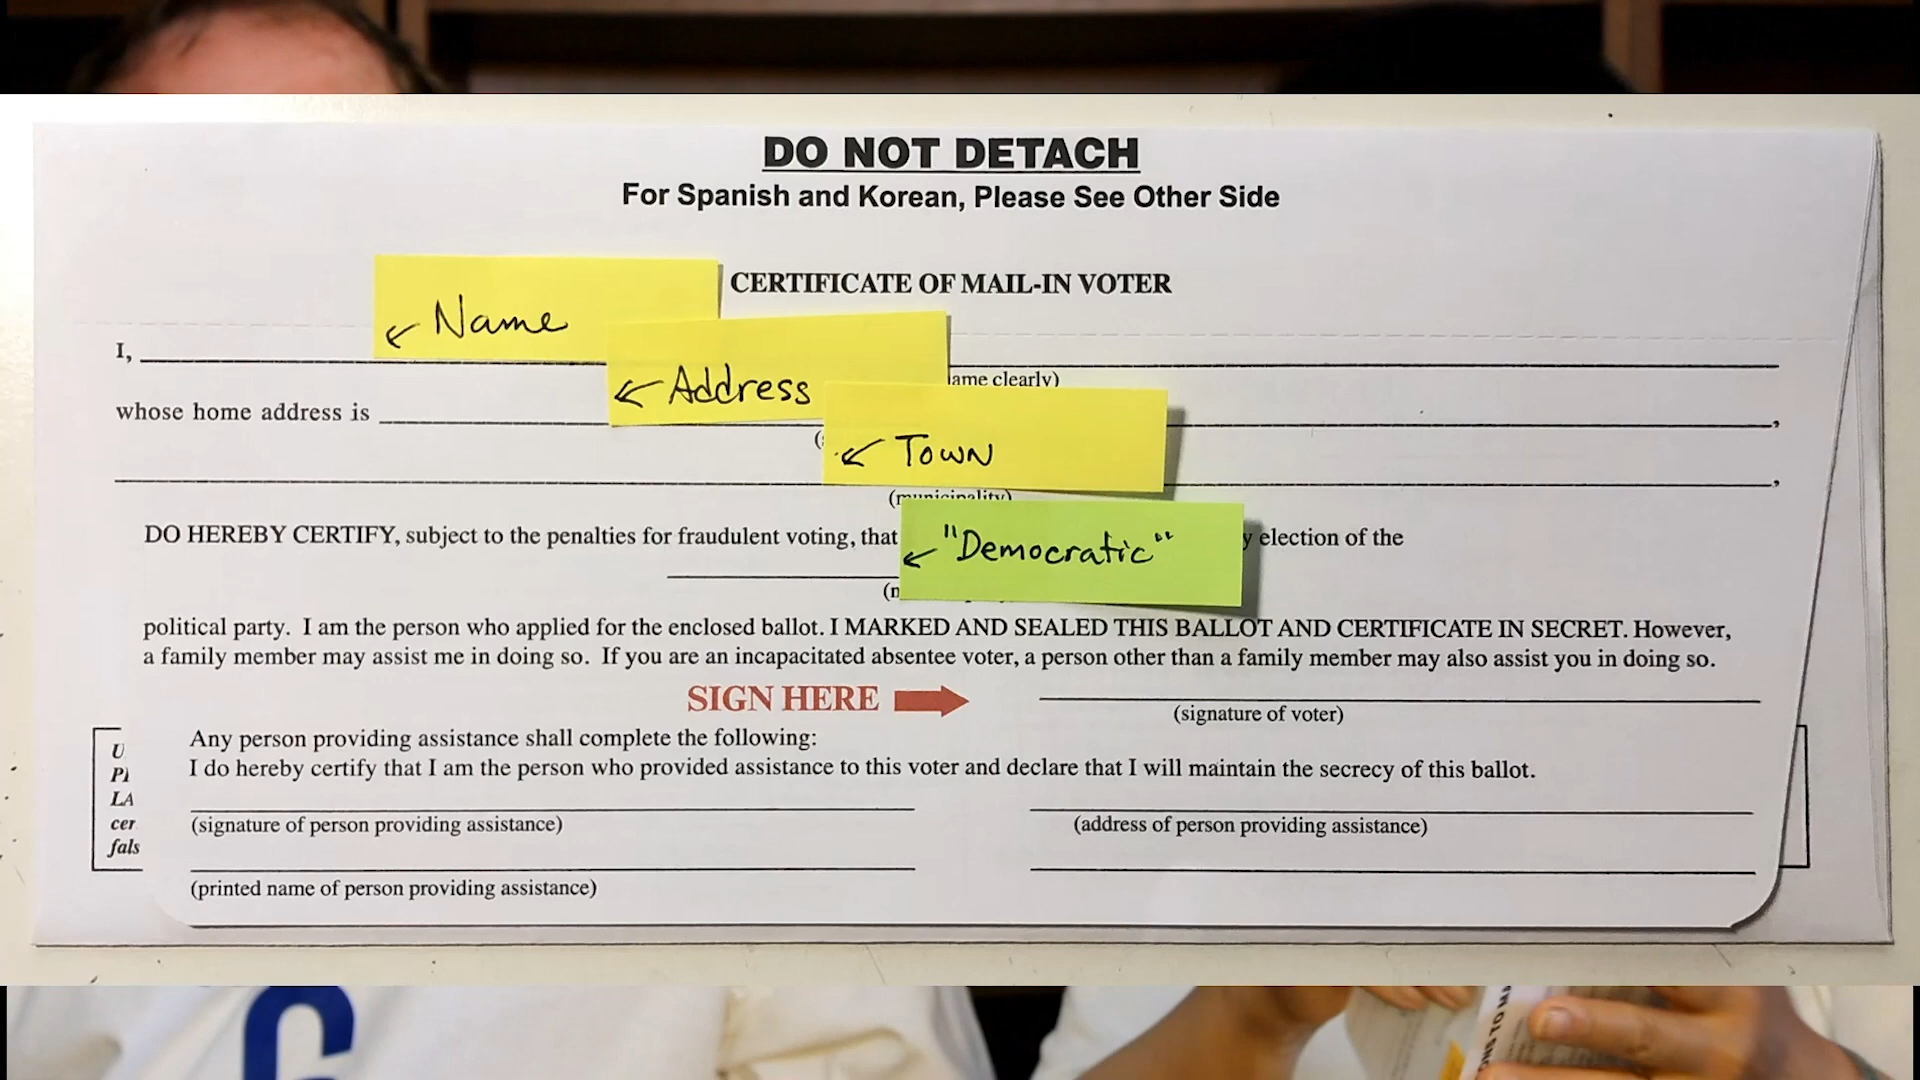 DO NOT DETACH
For Spanish and Korean, Please See Other Side
CERTIFICATE OF MAIL-IN VOTER
Name
I,
Address
ame clearly)
whose home address is
Town
(municipality)
DO HEREBY CERTIFY, subject to the penalties for fraudulent voting, that "Democratic" y election of the
political party. I am the person who applied for the enclosed ballot. I MARKED AND SEALED THIS BALLOT AND CERTIFICATE IN SECRET. However,
a family member may assist me in doing so. If you are an incapacitated absentee voter, a person other than a family member may also assist you in doing so.
SIGN HERE
(signature of voter)
Any person providing assistance shall complete the following:
I do hereby certify that I am the person who provided assistance to this voter and declare that I will maintain the secrecy of this ballot.
(signature of person providing assistance) (address of person providing assistance)
(printed name of person providing assistance)
U
PI
LA
cer
fals